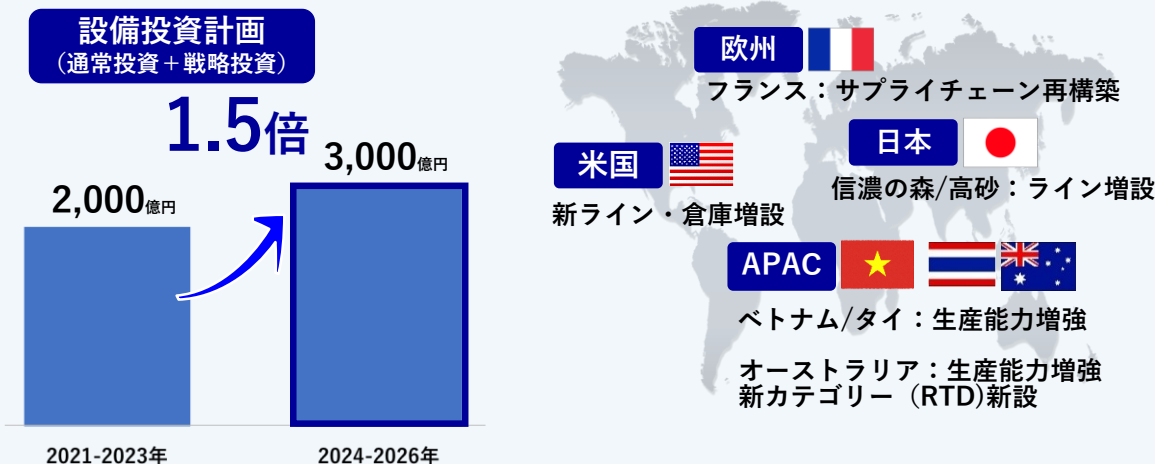 設備投資計画
（通常投資＋戦略投資）
1.5倍
2,000億円
3,000億円
2021-2023年
2024-2026年
欧州
フランス：サプライチェーン再構築
米国
新ライン・倉庫増設
日本
信濃の森/高砂：ライン増設
APAC
ベトナム/タイ：生産能力増強
オーストラリア：生産能力増強
新カテゴリー（RTD)新設